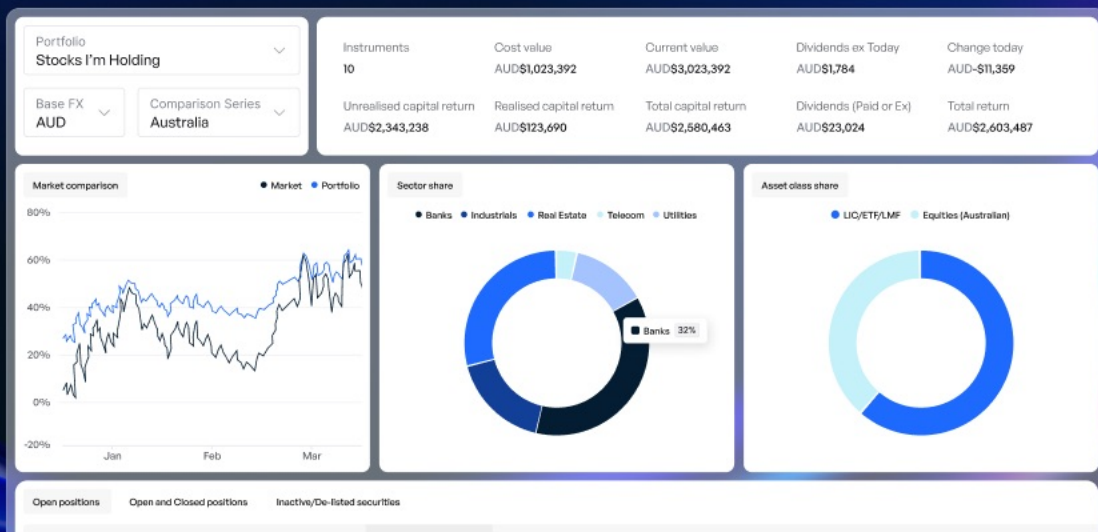 Portfolio
Stocks I'm Holding
Base FX
AUD
Comparison Series
Australia
Instruments Cost value Current value Dividends ex Today Change today
10 AUD$1,023,392 AUD$3,023,392 AUD$1,784 AUD-$11,359
Unrealised capital return Realised capital return Total capital return Dividends (Paid or Ex) Total return
AUD$2,343,238 AUD$123,690 AUD$2,580,463 AUD$23,024 AUD$2,603,487
Market comparison
Market Portfolio
80%
60%
40%
20%
0%
-20%
Jan Feb Mar
Sector share
Banks Industrials Real Estate Telecom Utilities
Banks 32%
Asset class share
LIC/ETF/LMF Equities (Australian)
Open positions Open and Closed positions Inactive/De-listed securities